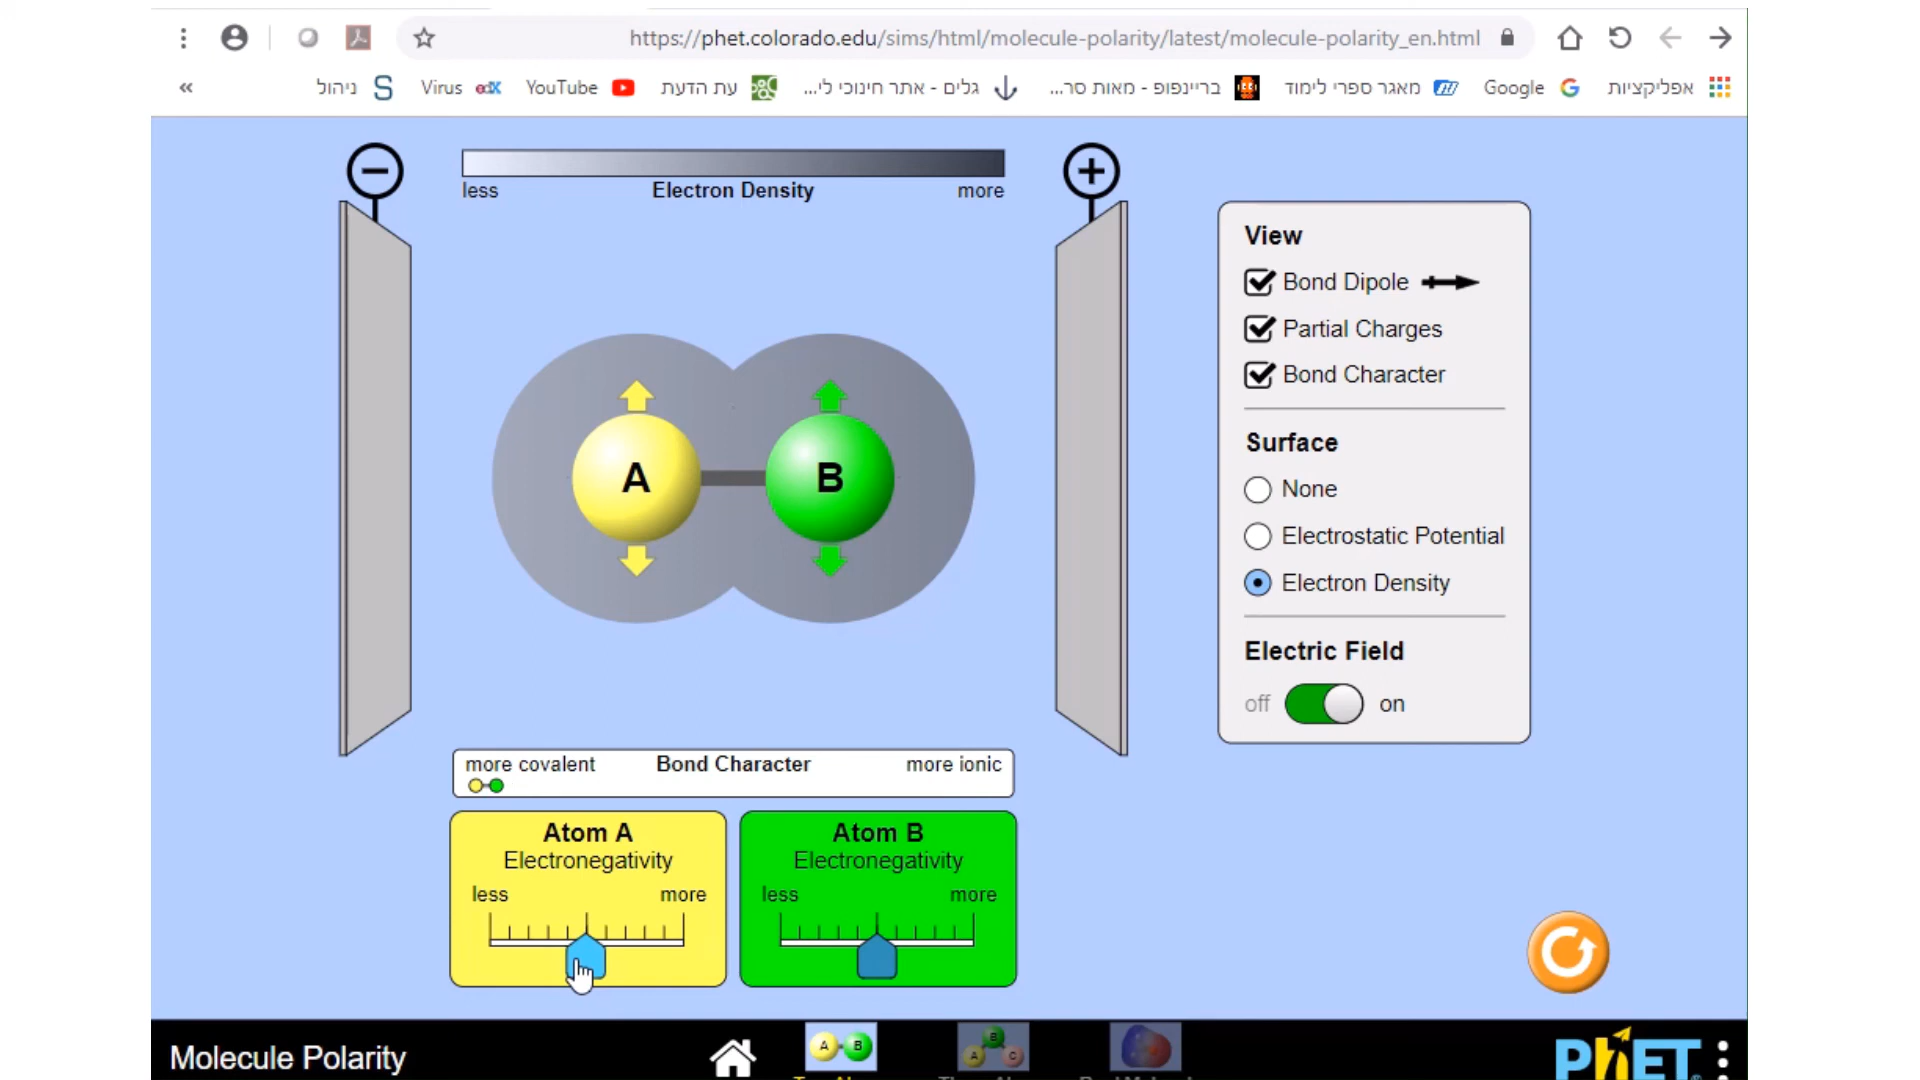 https://phet.colorado.edu/sims/html/molecule-polarity/latest/molecule-polarity_en.html
« ניהול Virus edX YouTube עת הדעת גלים - אתר חינוכי לי... בריינפופ - מאות סר... מאגר ספרי לימוד Google אפליקציות
less Electron Density more
View
Bond Dipole
Partial Charges
Bond Character
A B
Surface
None
Electrostatic Potential
Electron Density
Electric Field
off on
more covalent Bond Character more ionic
Atom A
Electronegativity
less more
Atom B
Electronegativity
less more
Molecule Polarity
A B
A B C
PhET